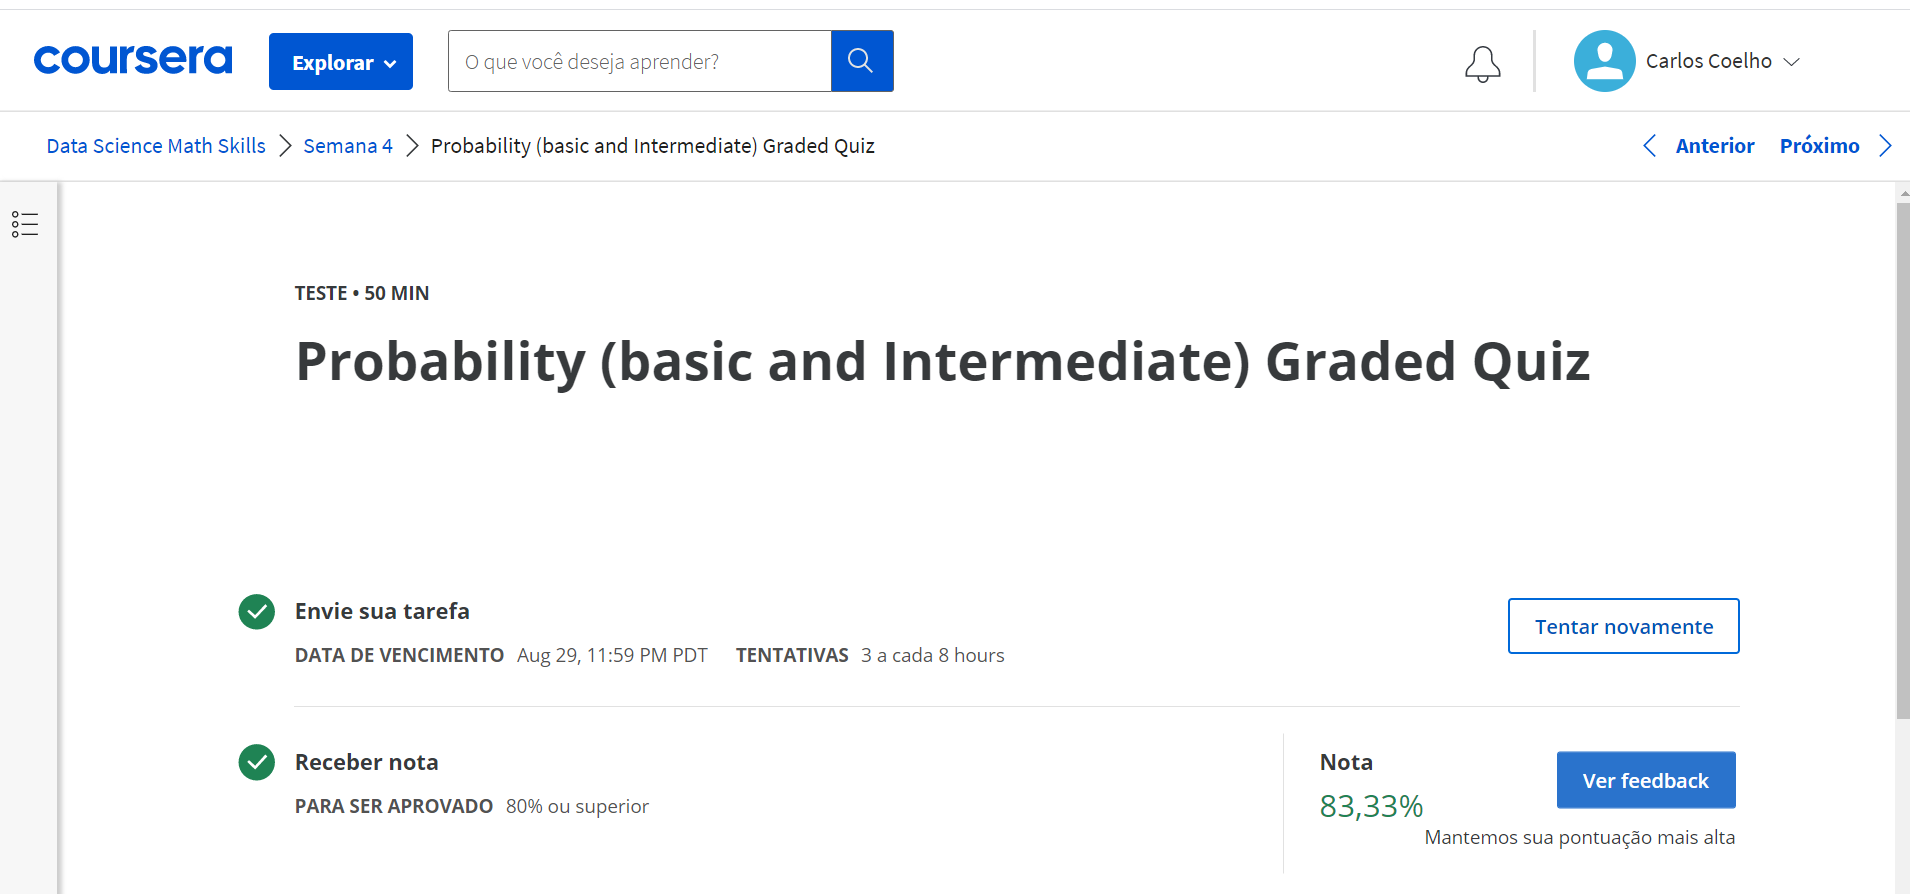 coursera Explorar O que você deseja aprender? Carlos Coelho
Data Science Math Skills Semana 4 Probability (basic and Intermediate) Graded Quiz Anterior Próximo
TESTE • 50 MIN
Probability (basic and Intermediate) Graded Quiz
Envie sua tarefa
Tentar novamente
DATA DE VENCIMENTO Aug 29, 11:59 PM PDT TENTATIVAS 3 a cada 8 hours
Receber nota
PARA SER APROVADO 80% ou superior
Nota
83,33%
Ver feedback
Mantemos sua pontuação mais alta